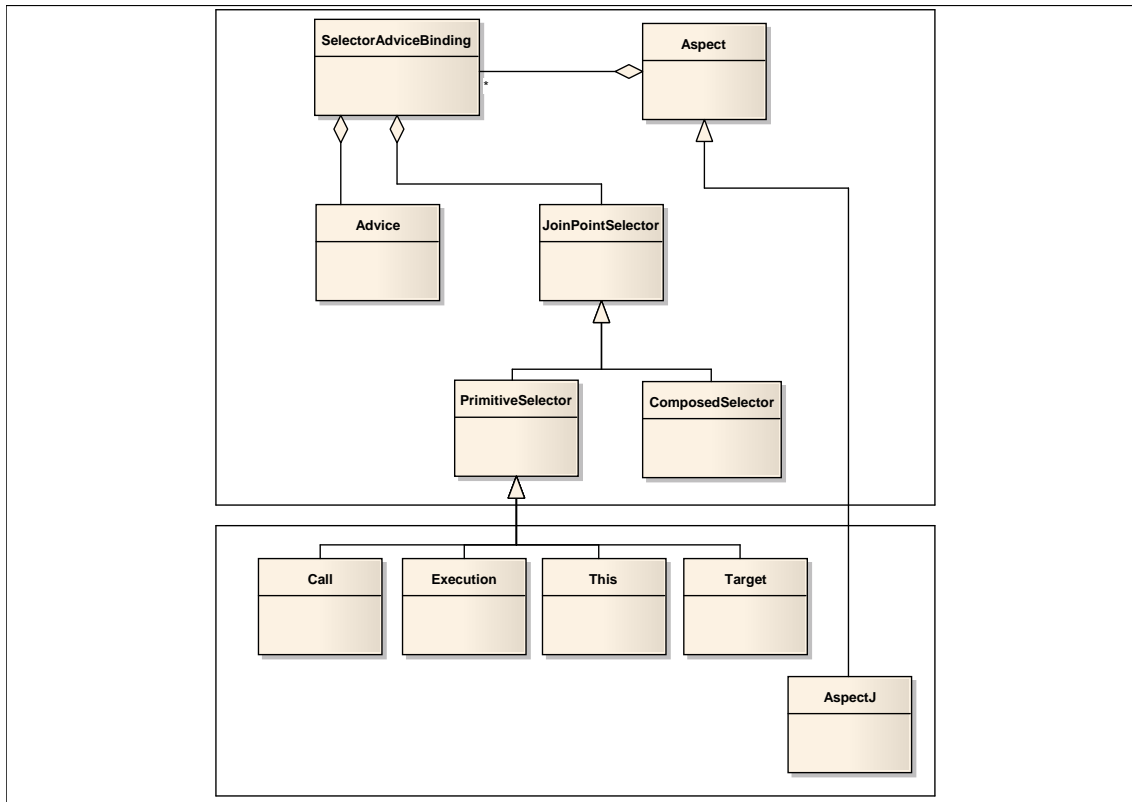 SelectorAdviceBinding
Aspect
*
Advice
JoinPointSelector
PrimitiveSelector
ComposedSelector
Call
Execution
This
Target
AspectJ